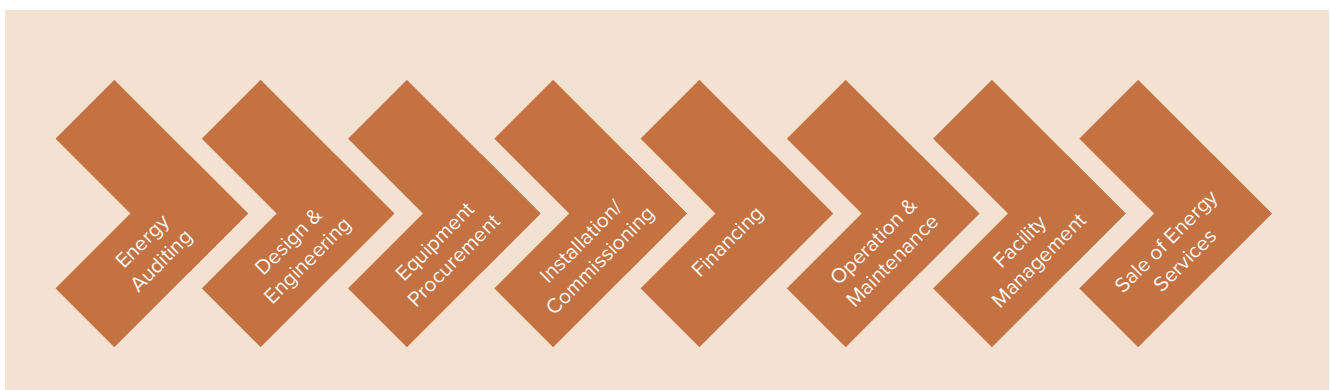 Energy
Auditing
Design &
Engineering
Equipment
Procurement
Installation/
Commissioning
Financing
Operation &
Maintenance
Facility
Management
Sale of Energy
Services